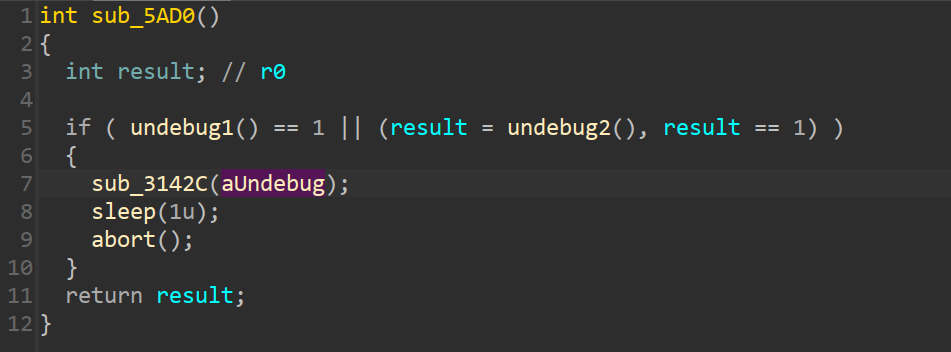 1 int sub_5AD0()
2 {
3   int result; // r0
4
5   if ( undebug1() == 1 || (result = undebug2(), result == 1) )
6   {
7     sub_3142C(aUndebug);
8     sleep(1u);
9     abort();
10   }
11   return result;
12 }